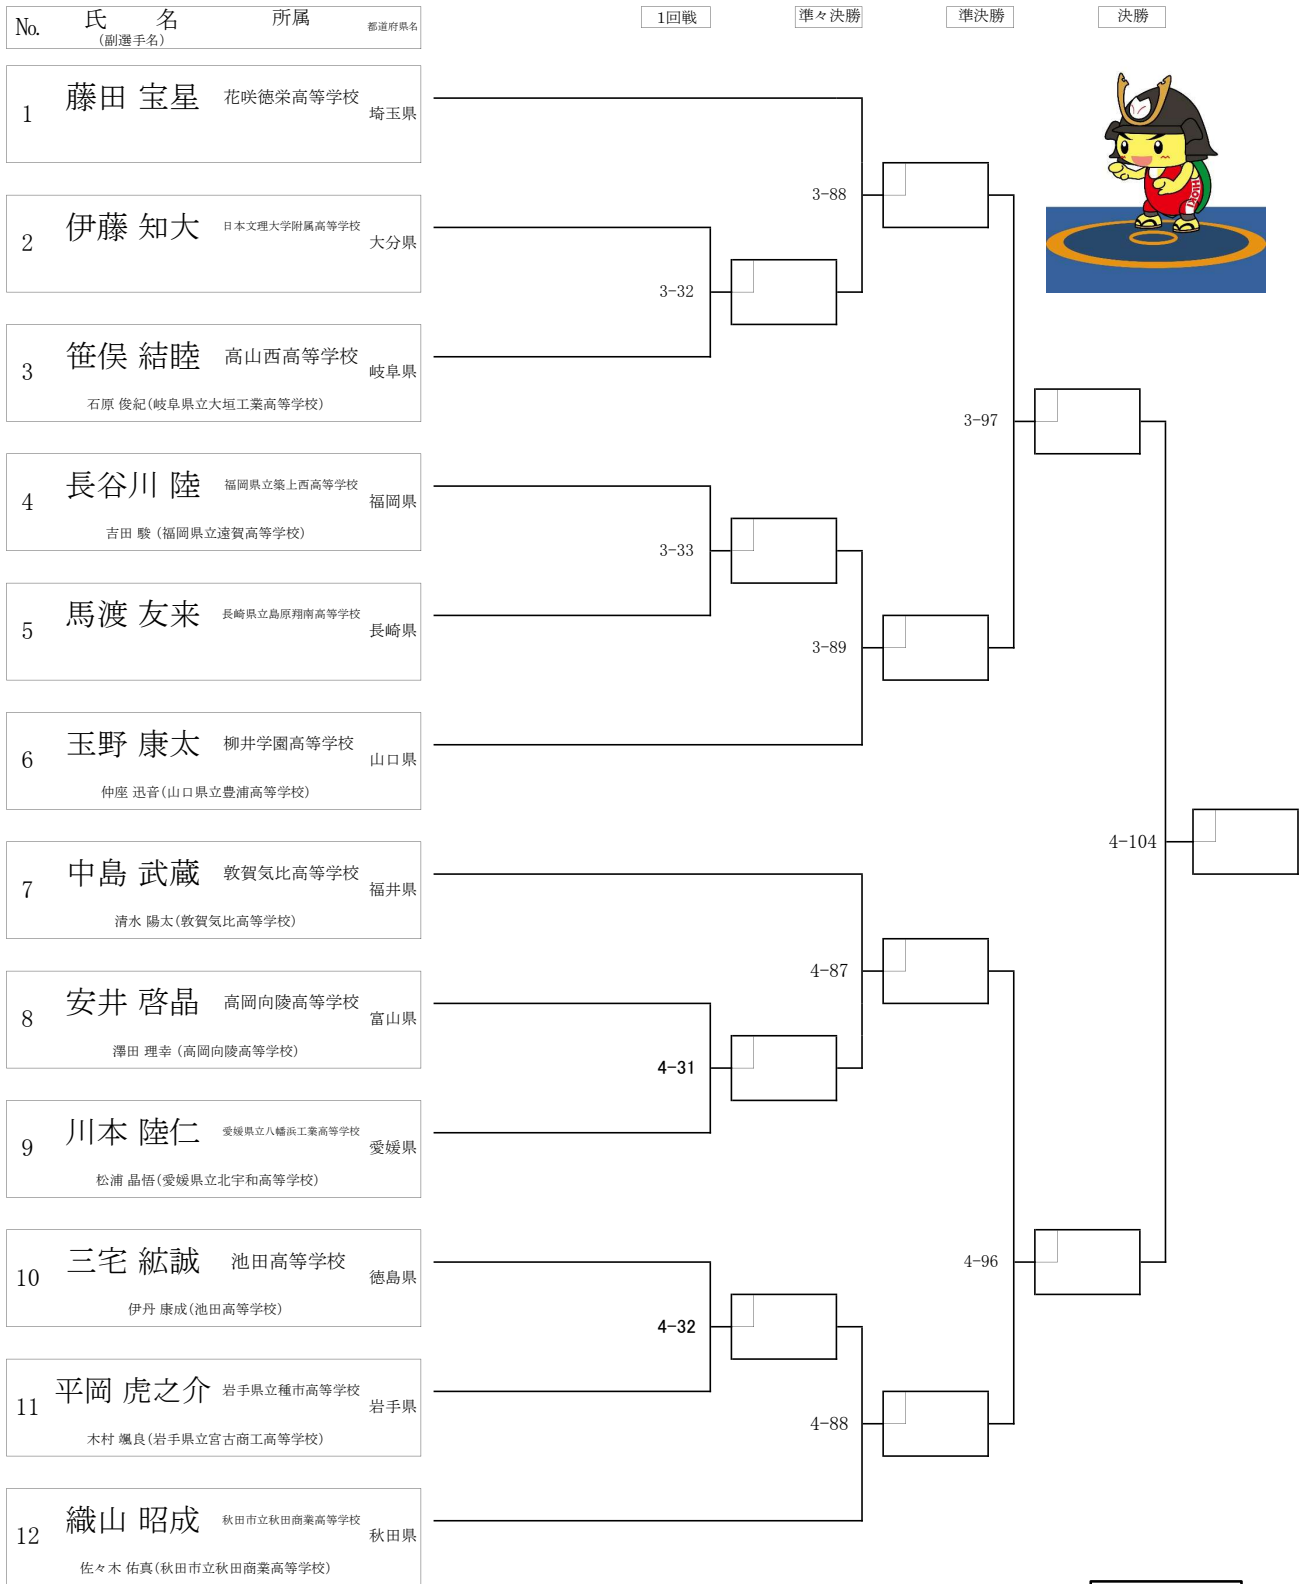 No. 氏 名 所属 都道府県名 1回戦 準々決勝 準決勝 決勝
(副選手名)
1 藤田 宝星 花咲徳栄高等学校 埼玉県
3-88
2 伊藤 知大 日本文理大学附属高等学校 大分県
3-32
3 笹俣 結睦 高山西高等学校 岐阜県
石原 俊紀(岐阜県立大垣工業高等学校)
3-97
4 長谷川 陸 福岡県立築上西高等学校 福岡県
吉田 駿 (福岡県立遠賀高等学校)
3-33
5 馬渡 友来 長崎県立島原翔南高等学校 長崎県
3-89
6 玉野 康太 柳井学園高等学校 山口県
仲座 迅音(山口県立豊浦高等学校)
4-104
7 中島 武蔵 敦賀気比高等学校 福井県
清水 陽太(敦賀気比高等学校)
4-87
8 安井 啓晶 高岡向陵高等学校 富山県
澤田 理幸 (高岡向陵高等学校)
4-31
9 川本 陸仁 愛媛県立八幡浜工業高等学校 愛媛県
松浦 晶悟(愛媛県立北宇和高等学校)
10 三宅 紘誠 池田高等学校 徳島県
4-96
伊丹 康成(池田高等学校)
4-32
11 平岡 虎之介 岩手県立種市高等学校 岩手県
4-88
木村 颯良(岩手県立宮古商工高等学校)
12 織山 昭成 秋田市立秋田商業高等学校 秋田県
佐々木 佑真(秋田市立秋田商業高等学校)